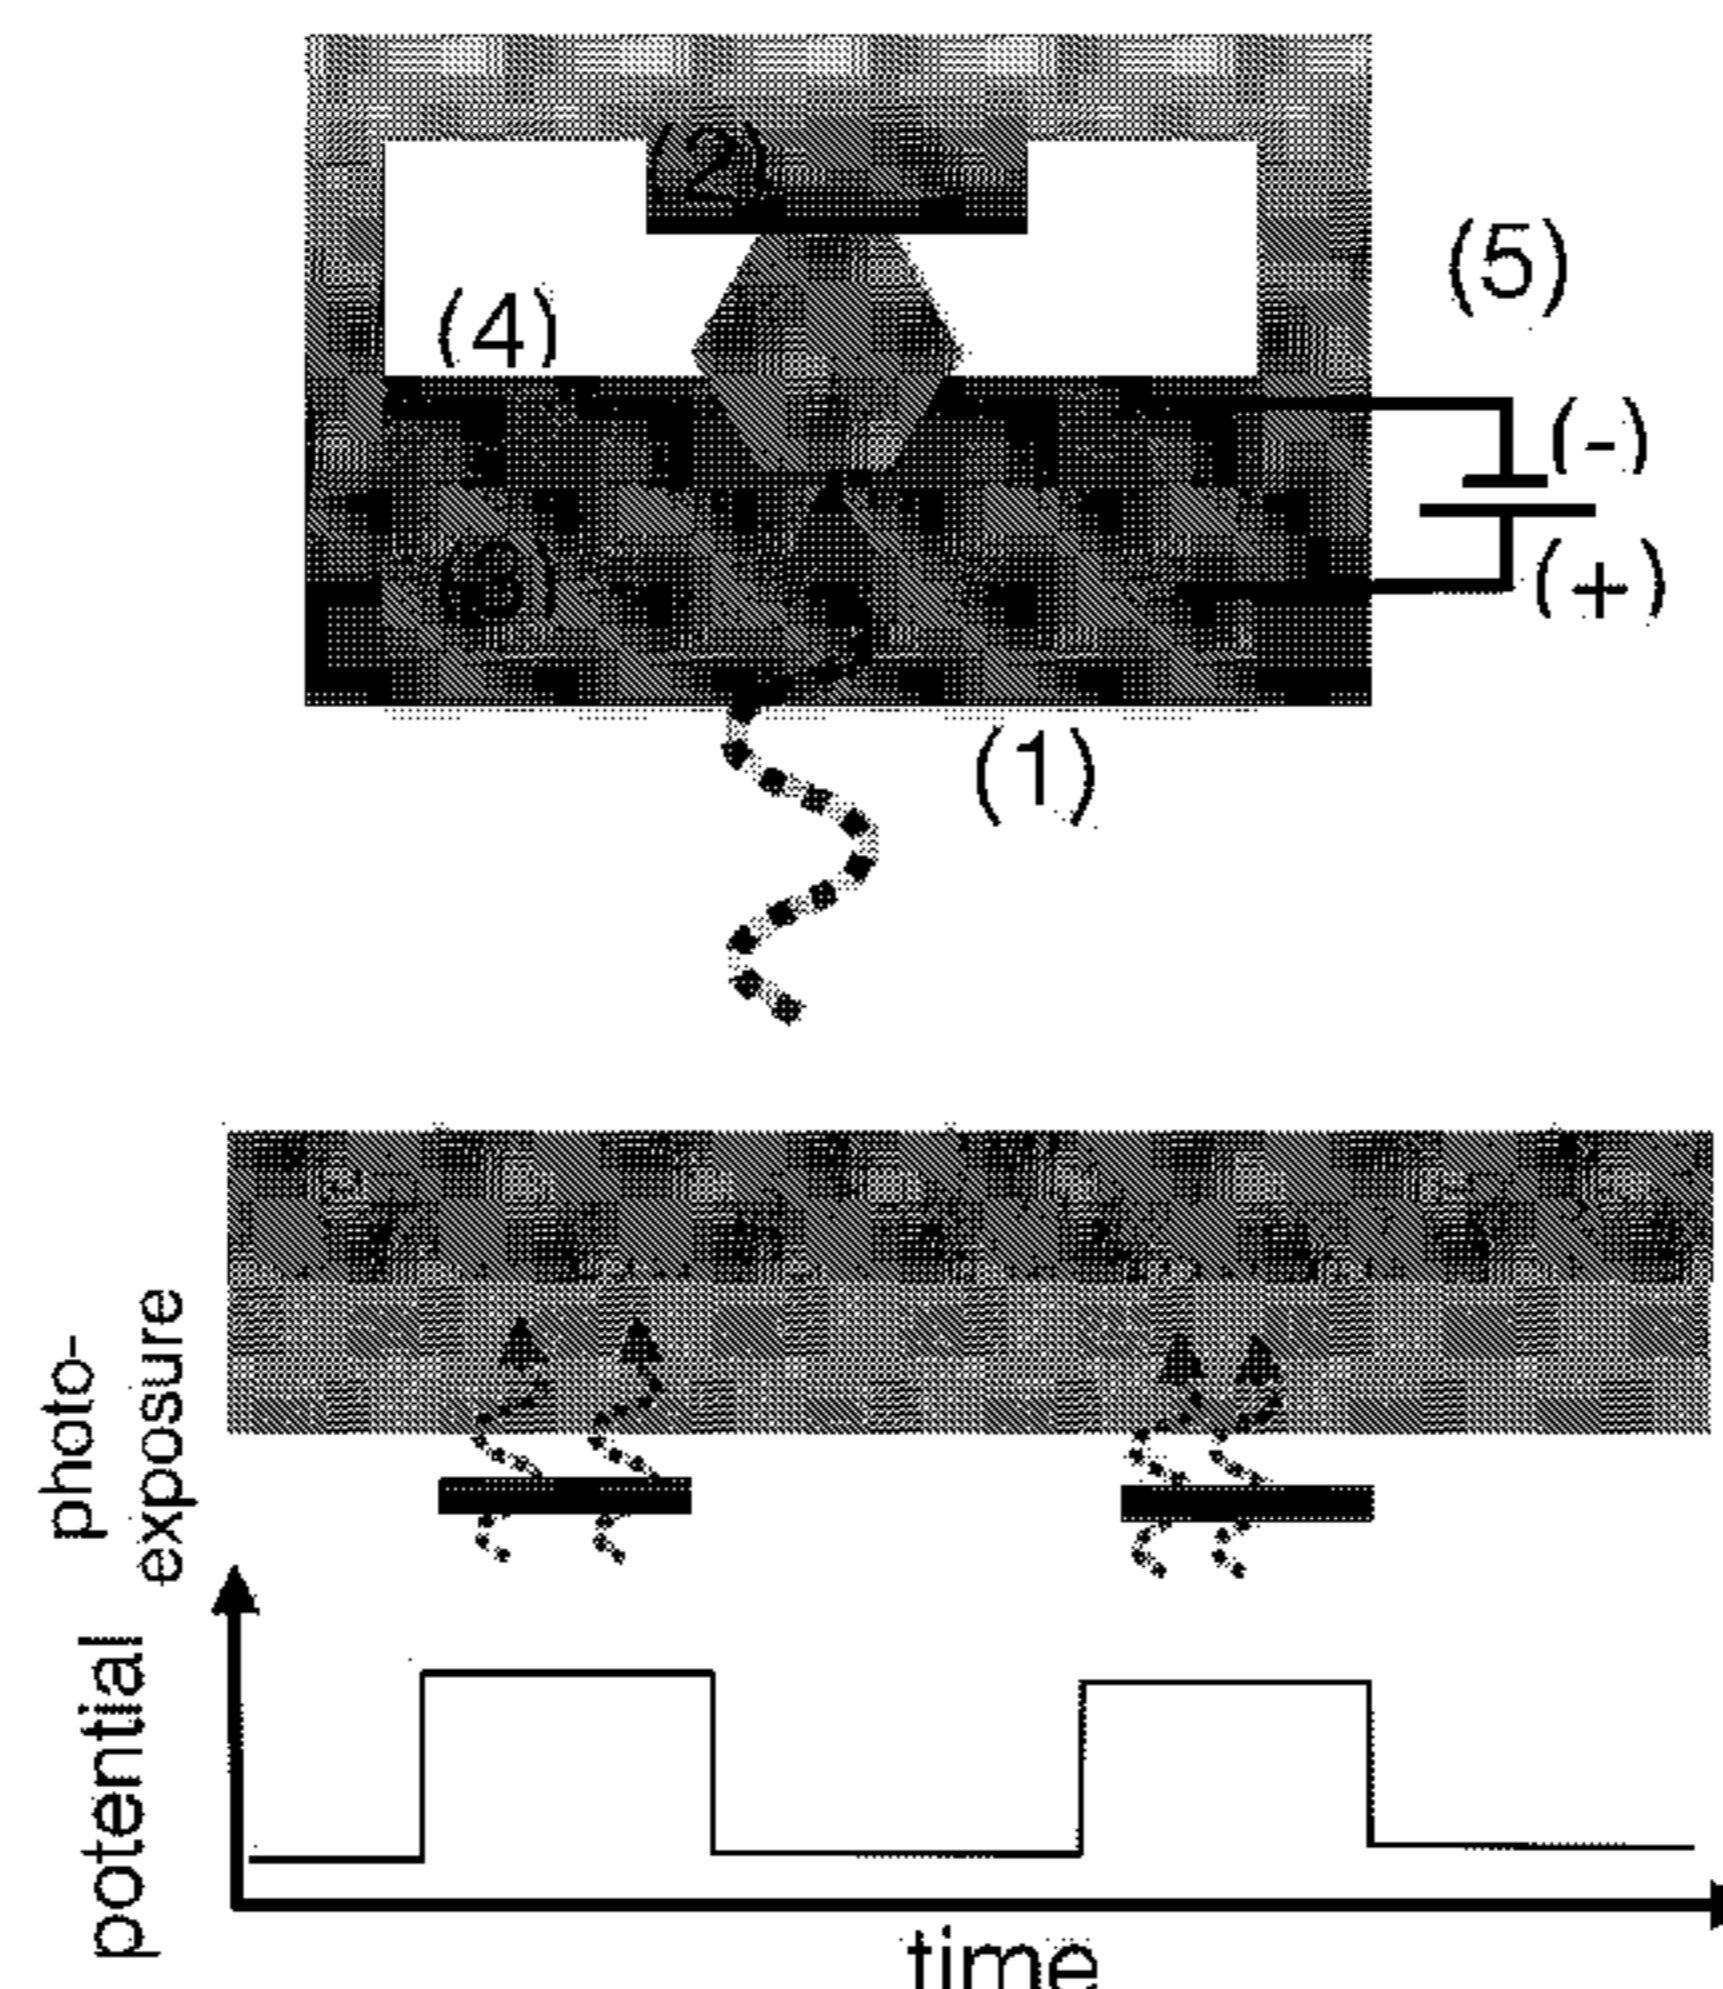 (2)
(4)
(5)
(-)
(3)
(+)
(1)
photo-
exposure
potential
time